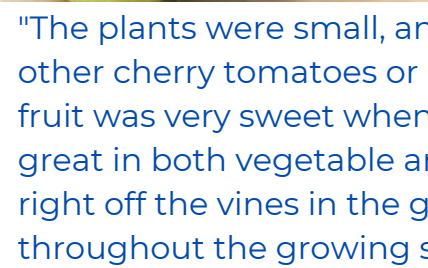 "The plants were small, an
other cherry tomatoes or
fruit was very sweet when
great in both vegetable a
right off the vines in the g
throughout the growing s